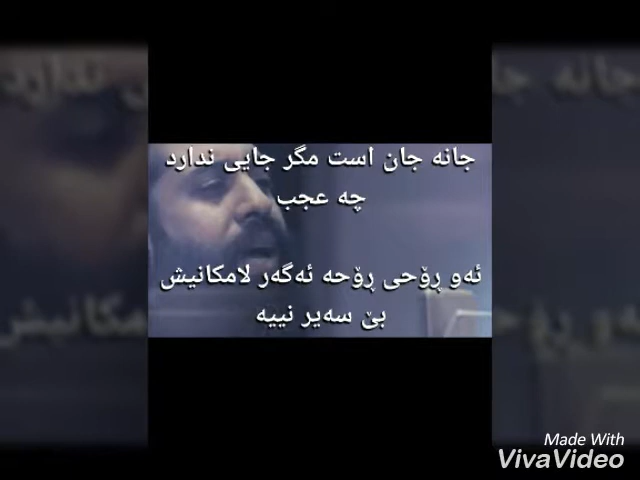 جانه جان است مگر جایی ندارد
چه عجب
ئەو ڕۆحی ڕۆحە ئەگەر لامکانیش
بێ سەیر نییە
Made With
VivaVideo